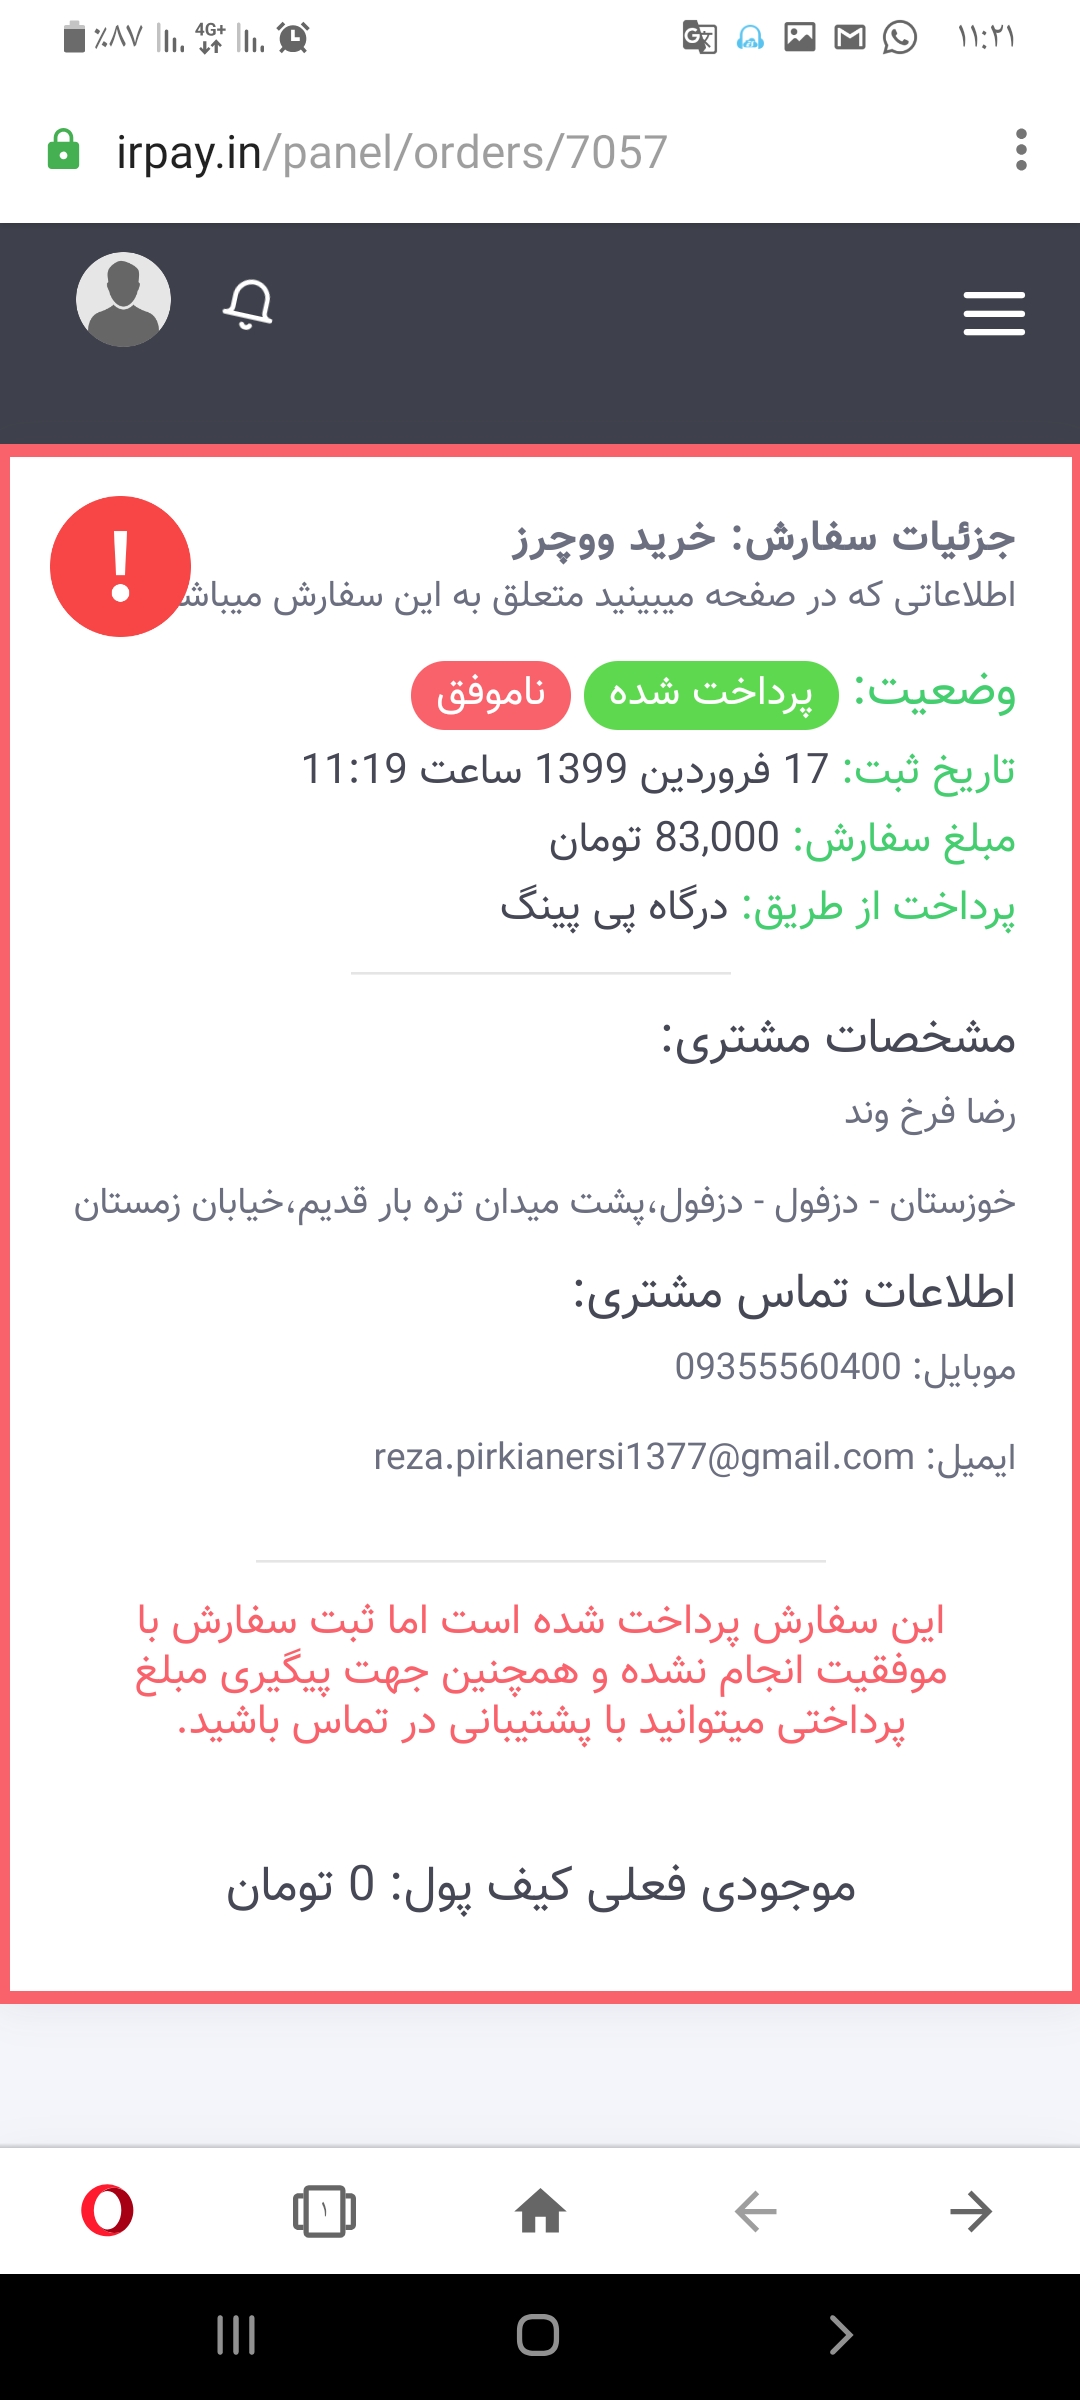 ٪۸۷ 4G+ ۱۱:۲۱
irpay.in/panel/orders/7057
جزئیات سفارش: خرید ووچرز
اطلاعاتی که در صفحه میبینید متعلق به این سفارش میباش
وضعیت: پرداخت شده ناموفق
تاریخ ثبت: 17 فروردین 1399 ساعت 11:19
مبلغ سفارش: 83,000 تومان
پرداخت از طریق: درگاه پی پینگ
مشخصات مشتری:
رضا فرخ وند
خوزستان - دزفول - دزفول،پشت میدان تره بار قدیم،خیابان زمستان
اطلاعات تماس مشتری:
موبایل: 09355560400
ایمیل: reza.pirkianersi1377@gmail.com
این سفارش پرداخت شده است اما ثبت سفارش با
موفقیت انجام نشده و همچنین جهت پیگیری مبلغ
پرداختی میتوانید با پشتیبانی در تماس باشید.
موجودی فعلی کیف پول: 0 تومان
۱